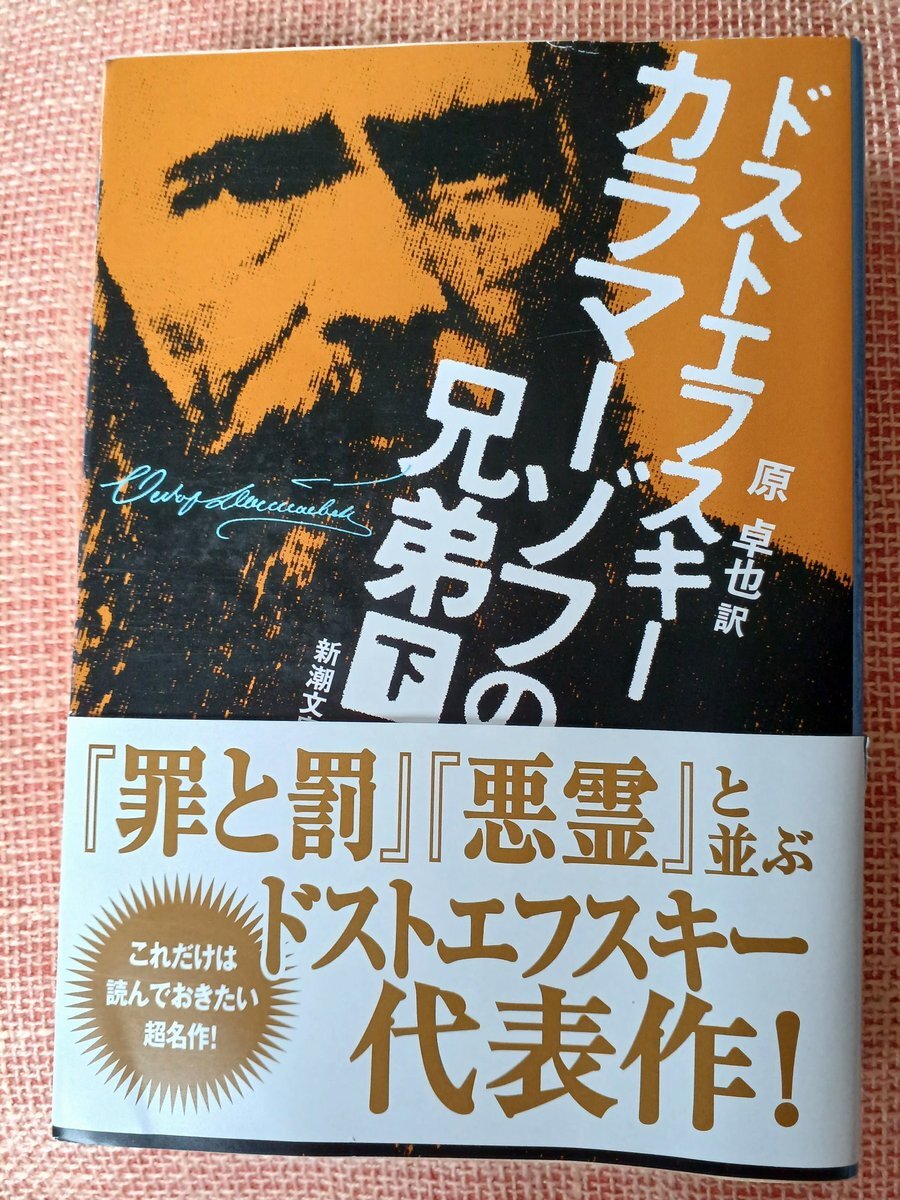 ドストエフスキー
カラマーゾフの
兄弟 下
原 卓也訳
新潮文
『罪と罰』『悪霊』と並ぶ
ドストエフスキー
代表作!
これだけは
読んでおきたい
超名作!